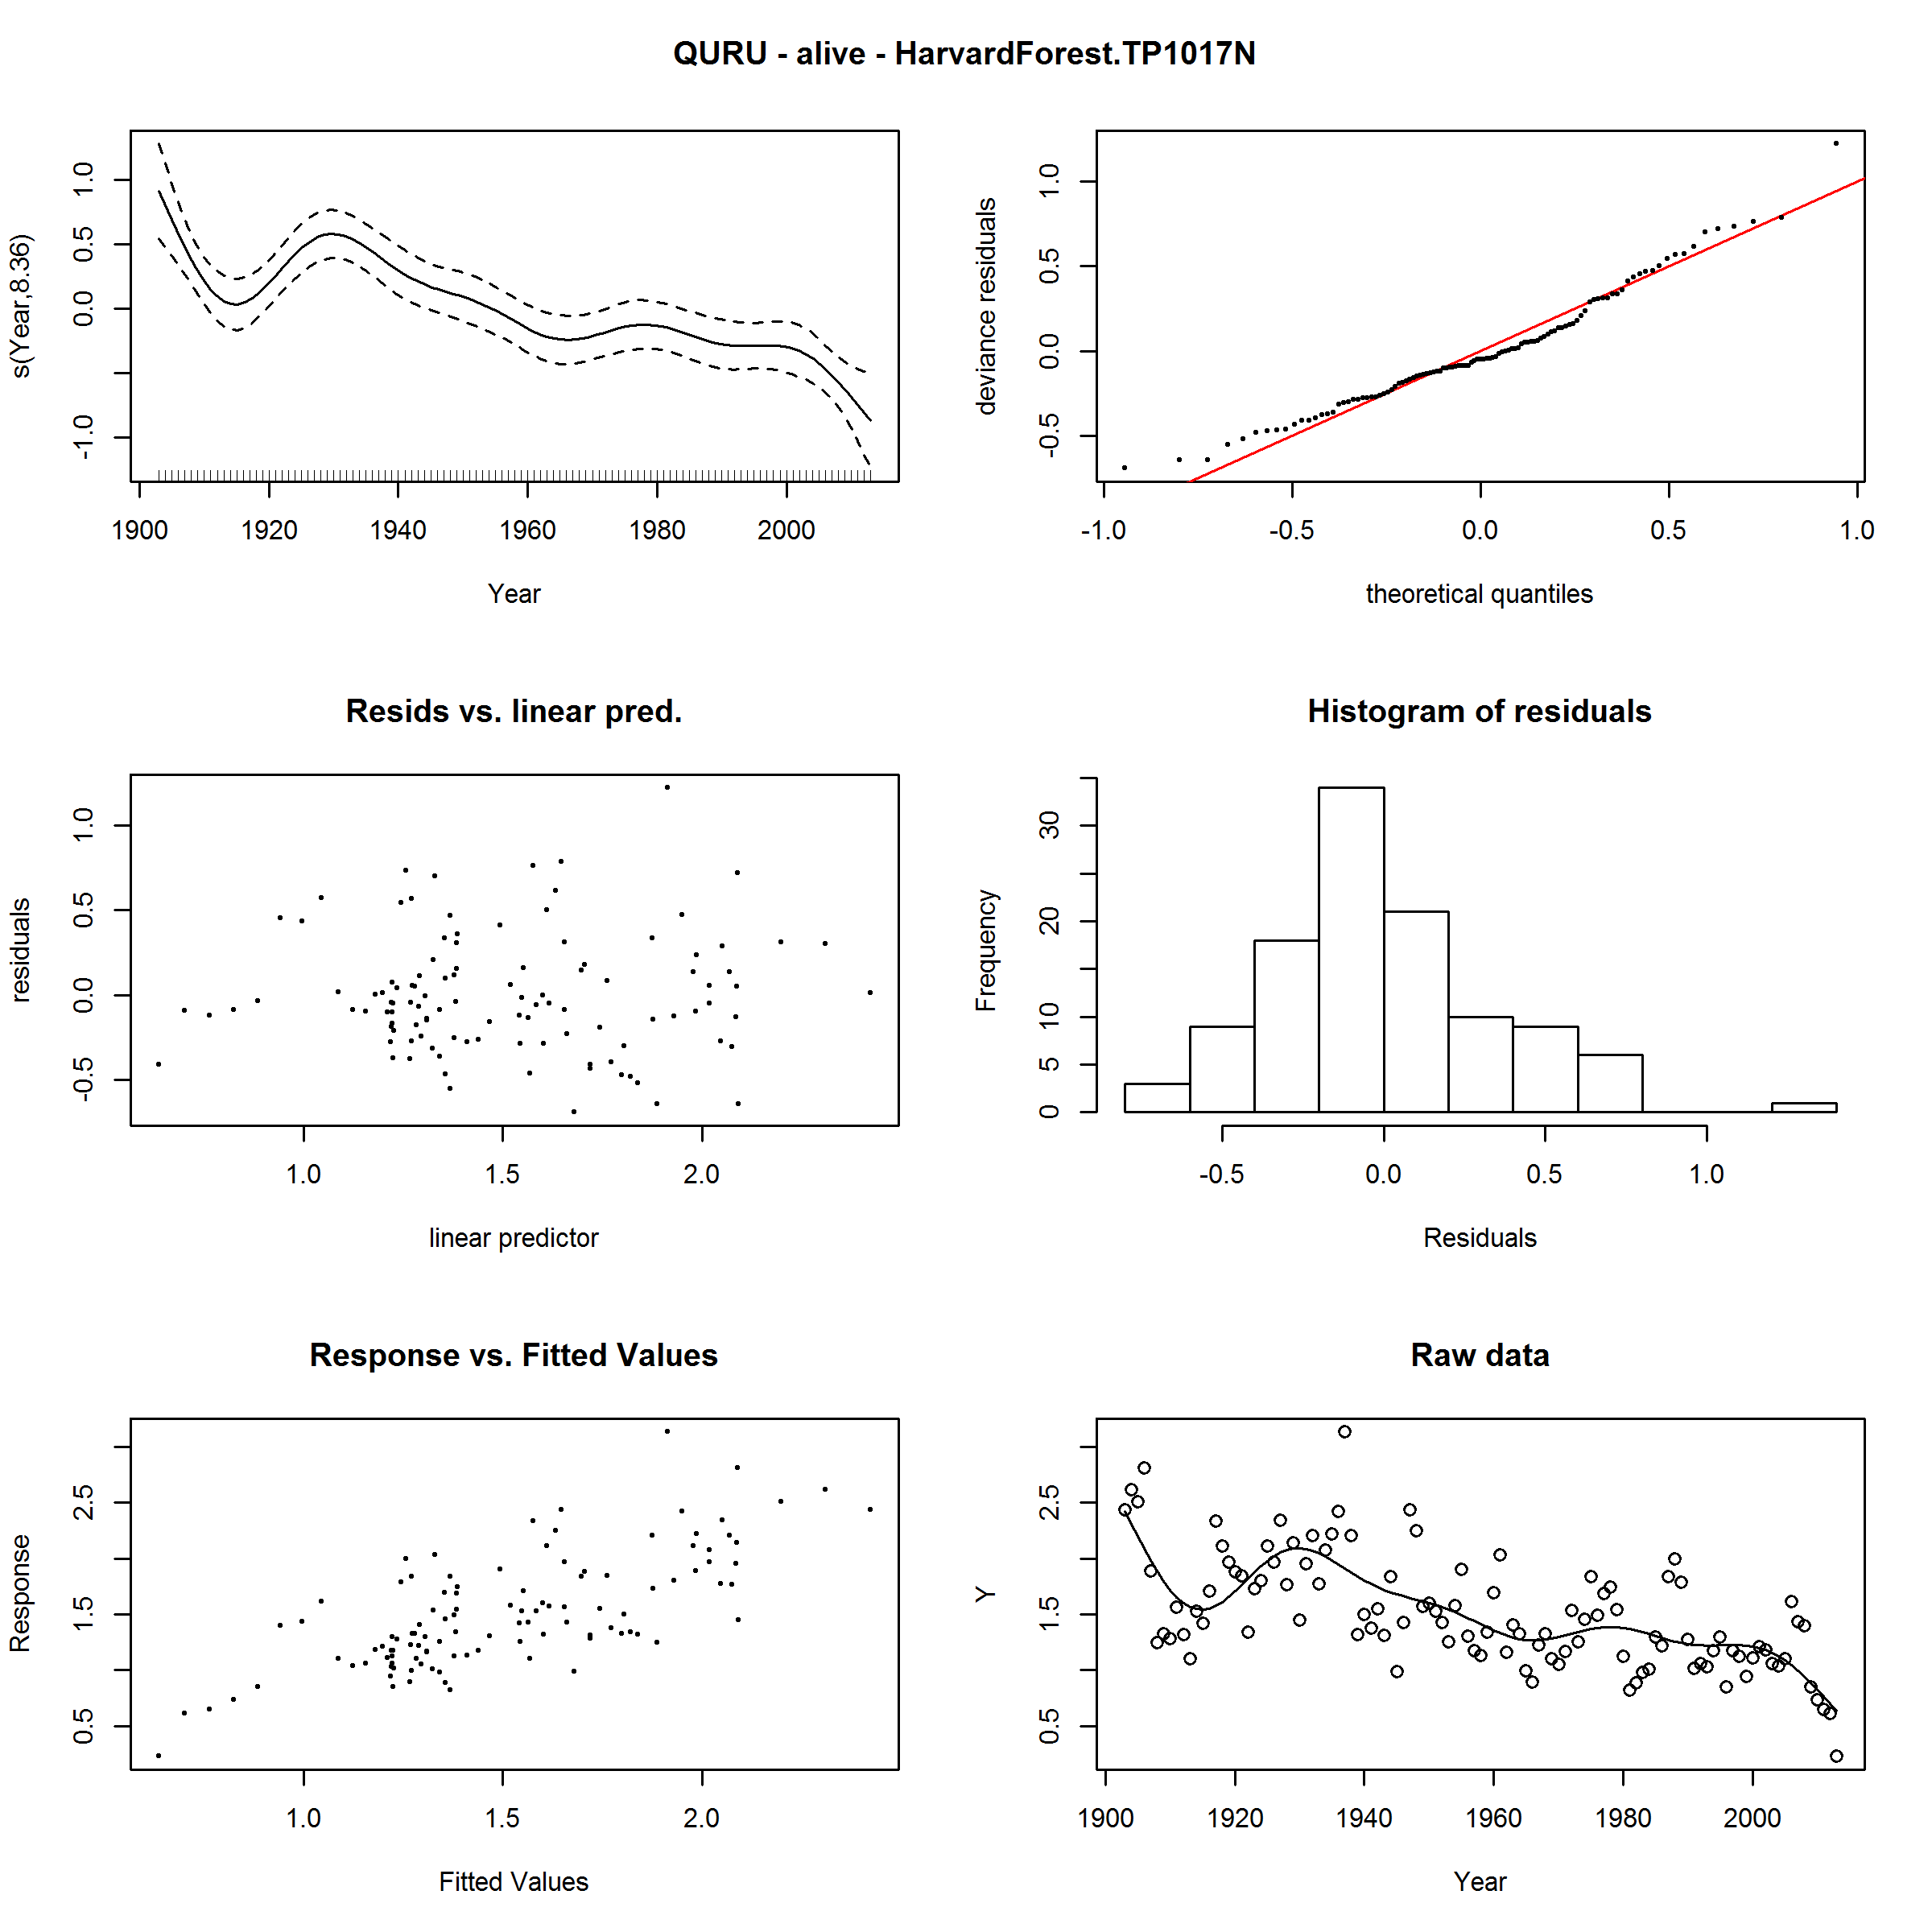 QURU - alive - HarvardForest.TP1017N
s(Year,8.36)
1.0
0.5
0.0
-1.0
1900 1920 1940 1960 1980 2000
Year
deviance residuals
1.0
0.5
0.0
-0.5
-1.0 -0.5 0.0 0.5 1.0
theoretical quantiles
Resids vs. linear pred.
residuals
1.0
0.5
0.0
-0.5
1.0 1.5 2.0
linear predictor
Histogram of residuals
Frequency
30
20
10
5
0
-0.5 0.0 0.5 1.0
Residuals
Response vs. Fitted Values
Response
2.5
1.5
0.5
1.0 1.5 2.0
Fitted Values
Raw data
Y
2.5
1.5
0.5
1900 1920 1940 1960 1980 2000
Year